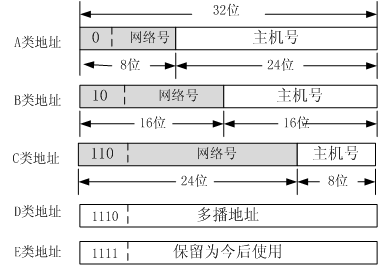 32位
A类地址 0 网络号 主机号
8位 24位
B类地址 10 网络号 主机号
16位 16位
C类地址 110 网络号 主机号
24位 8位
D类地址 1110 多播地址
E类地址 1111 保留为今后使用